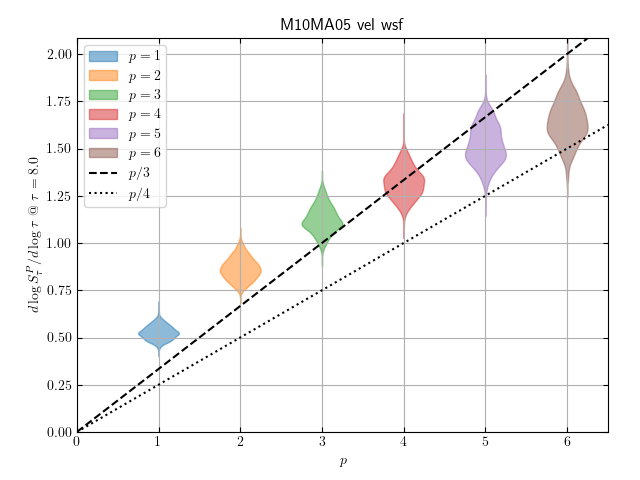 M10MA05 vel wsf
2.00
1.75
1.50
1.25
1.00
0.75
0.50
0.25
0.00
d log S_τ^P / d log τ @ τ = 8.0
p = 1
p = 2
p = 3
p = 4
p = 5
p = 6
p/3
p/4
0 1 2 3 4 5 6
p